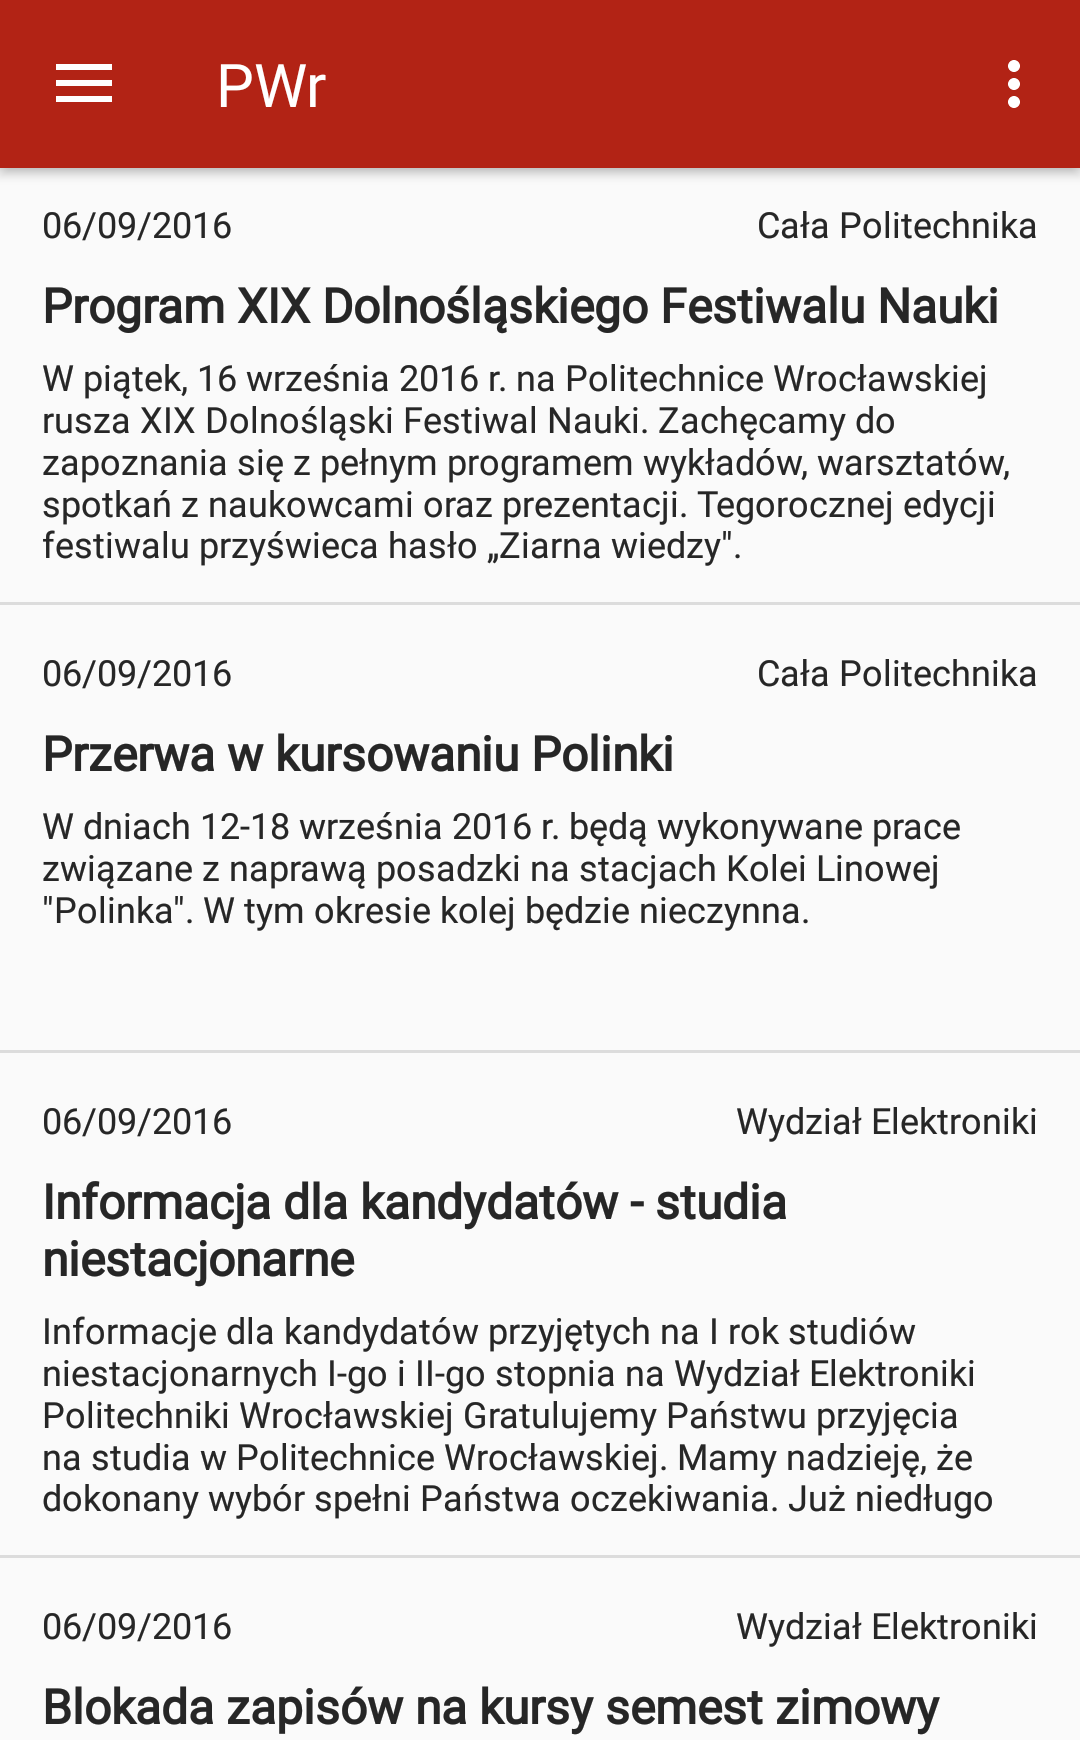 PWr
06/09/2016 Cała Politechnika
Program XIX Dolnośląskiego Festiwalu Nauki
W piątek, 16 września 2016 r. na Politechnice Wrocławskiej
rusza XIX Dolnośląski Festiwal Nauki. Zachęcamy do
zapoznania się z pełnym programem wykładów, warsztatów,
spotkań z naukowcami oraz prezentacji. Tegorocznej edycji
festiwalu przyświeca hasło „Ziarna wiedzy".
06/09/2016 Cała Politechnika
Przerwa w kursowaniu Polinki
W dniach 12-18 września 2016 r. będą wykonywane prace
związane z naprawą posadzki na stacjach Kolei Linowej
"Polinka". W tym okresie kolej będzie nieczynna.
06/09/2016 Wydział Elektroniki
Informacja dla kandydatów - studia
niestacjonarne
Informacje dla kandydatów przyjętych na I rok studiów
niestacjonarnych I-go i II-go stopnia na Wydział Elektroniki
Politechniki Wrocławskiej Gratulujemy Państwu przyjęcia
na studia w Politechnice Wrocławskiej. Mamy nadzieję, że
dokonany wybór spełni Państwa oczekiwania. Już niedługo
06/09/2016 Wydział Elektroniki
Blokada zapisów na kursy semest zimowy